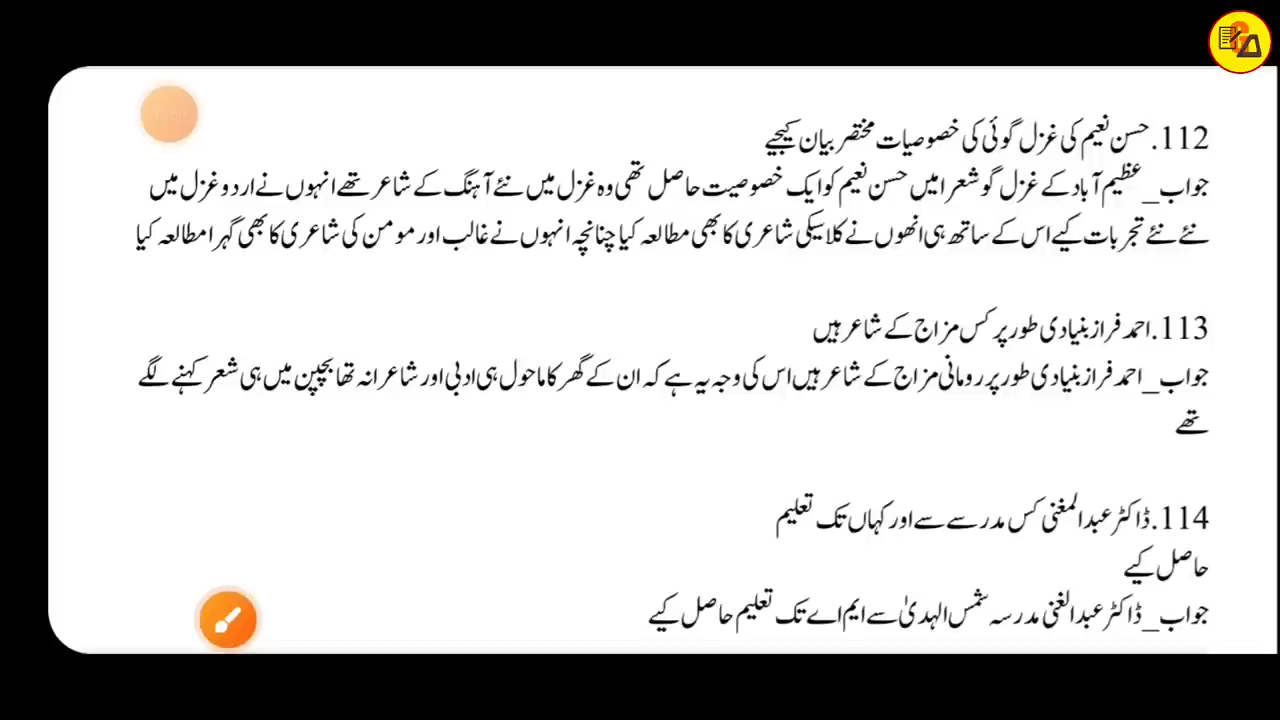 112. حسن نعیم کی غزل گوئی کی خصوصیات مختصر بیان کیجیے
جواب_ عظیم آباد کے غزل گو شعرا میں حسن نعیم کو ایک خصوصیت حاصل تھی وہ غزل میں نئے آہنگ کے شاعر تھے انہوں نے اردو غزل میں
نئے نئے تجربات کیے اس کے ساتھ ہی انھوں نے کلاسیکی شاعری کا بھی مطالعہ کیا چنانچہ انہوں نے غالب اور مومن کی شاعری کا بھی گہرا مطالعہ کیا
113. احمد فراز بنیادی طور پر کس مزاج کے شاعر ہیں
جواب_ احمد فراز بنیادی طور پر رومانی مزاج کے شاعر ہیں اس کی وجہ یہ ہے کہ ان کے گھر کا ماحول ہی ادبی اور شاعرانہ تھا بچپن میں ہی شعر کہنے لگے
تھے
114. ڈاکٹر عبد المغنی کس مدرسے سے اور کہاں تک تعلیم
حاصل کیے
جواب_ ڈاکٹر عبد الغنی مدرسہ شمس الہدیٰ سے ایم اے تک تعلیم حاصل کیے